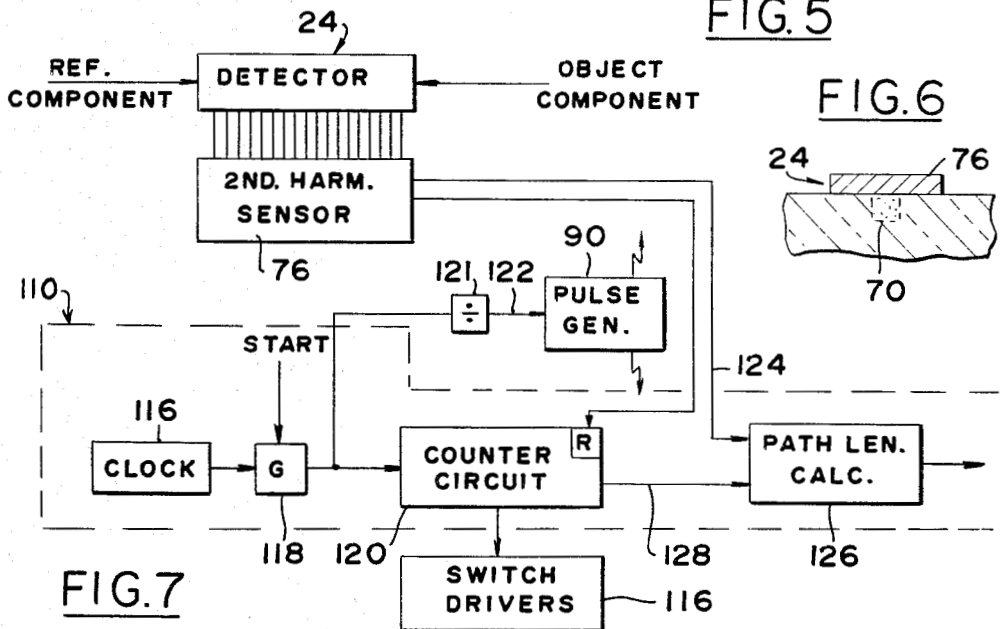 FIG.5
24
REF.
COMPONENT
DETECTOR
OBJECT
COMPONENT
FIG.6
24
76
70
2ND. HARM.
SENSOR
76
90
121
122
÷
PULSE
GEN.
110
START
124
116
CLOCK
G
118
COUNTER
CIRCUIT
R
120
128
PATH LEN.
CALC.
126
SWITCH
DRIVERS
116
FIG.7